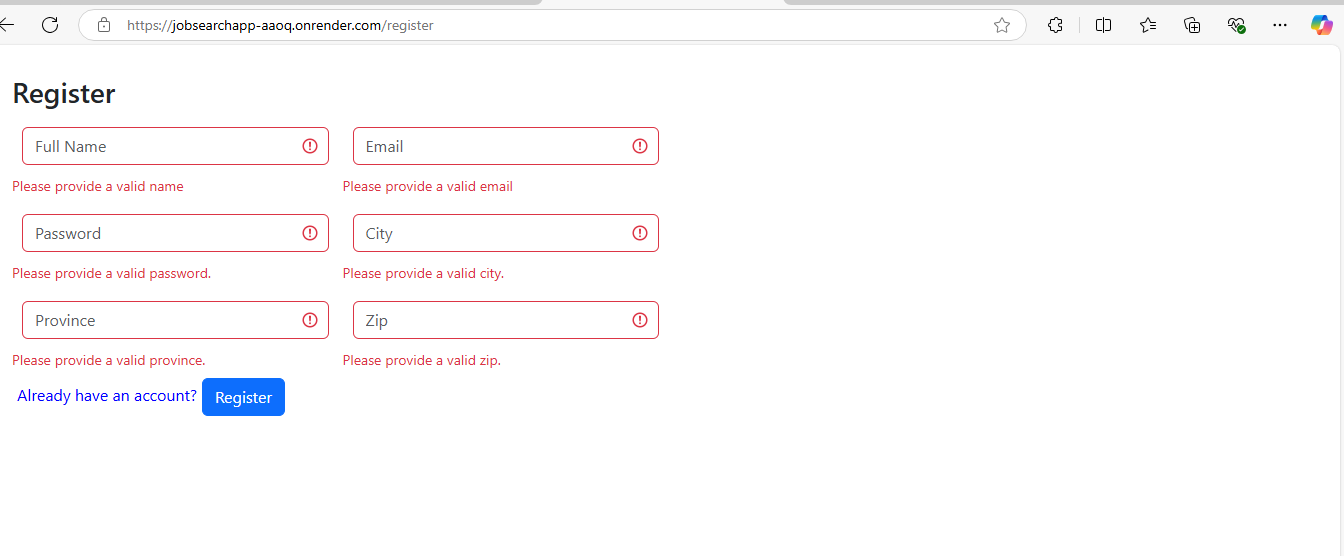 https://jobsearchapp-aaoq.onrender.com/register
Register
Full Name Email
Please provide a valid name Please provide a valid email
Password City
Please provide a valid password. Please provide a valid city.
Province Zip
Please provide a valid province. Please provide a valid zip.
Already have an account? Register